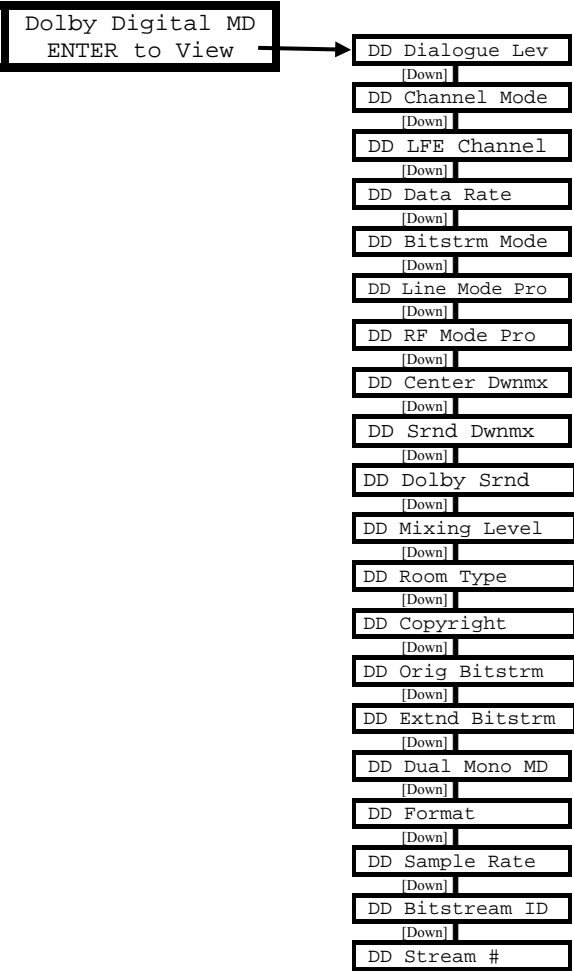 Dolby Digital MD
ENTER to View
DD Dialogue Lev
[Down]
DD Channel Mode
[Down]
DD LFE Channel
[Down]
DD Data Rate
[Down]
DD Bitstrm Mode
[Down]
DD Line Mode Pro
[Down]
DD RF Mode Pro
[Down]
DD Center Dwnmx
[Down]
DD Srnd Dwnmx
[Down]
DD Dolby Srnd
[Down]
DD Mixing Level
[Down]
DD Room Type
[Down]
DD Copyright
[Down]
DD Orig Bitstrm
[Down]
DD Extnd Bitstrm
[Down]
DD Dual Mono MD
[Down]
DD Format
[Down]
DD Sample Rate
[Down]
DD Bitstream ID
[Down]
DD Stream #